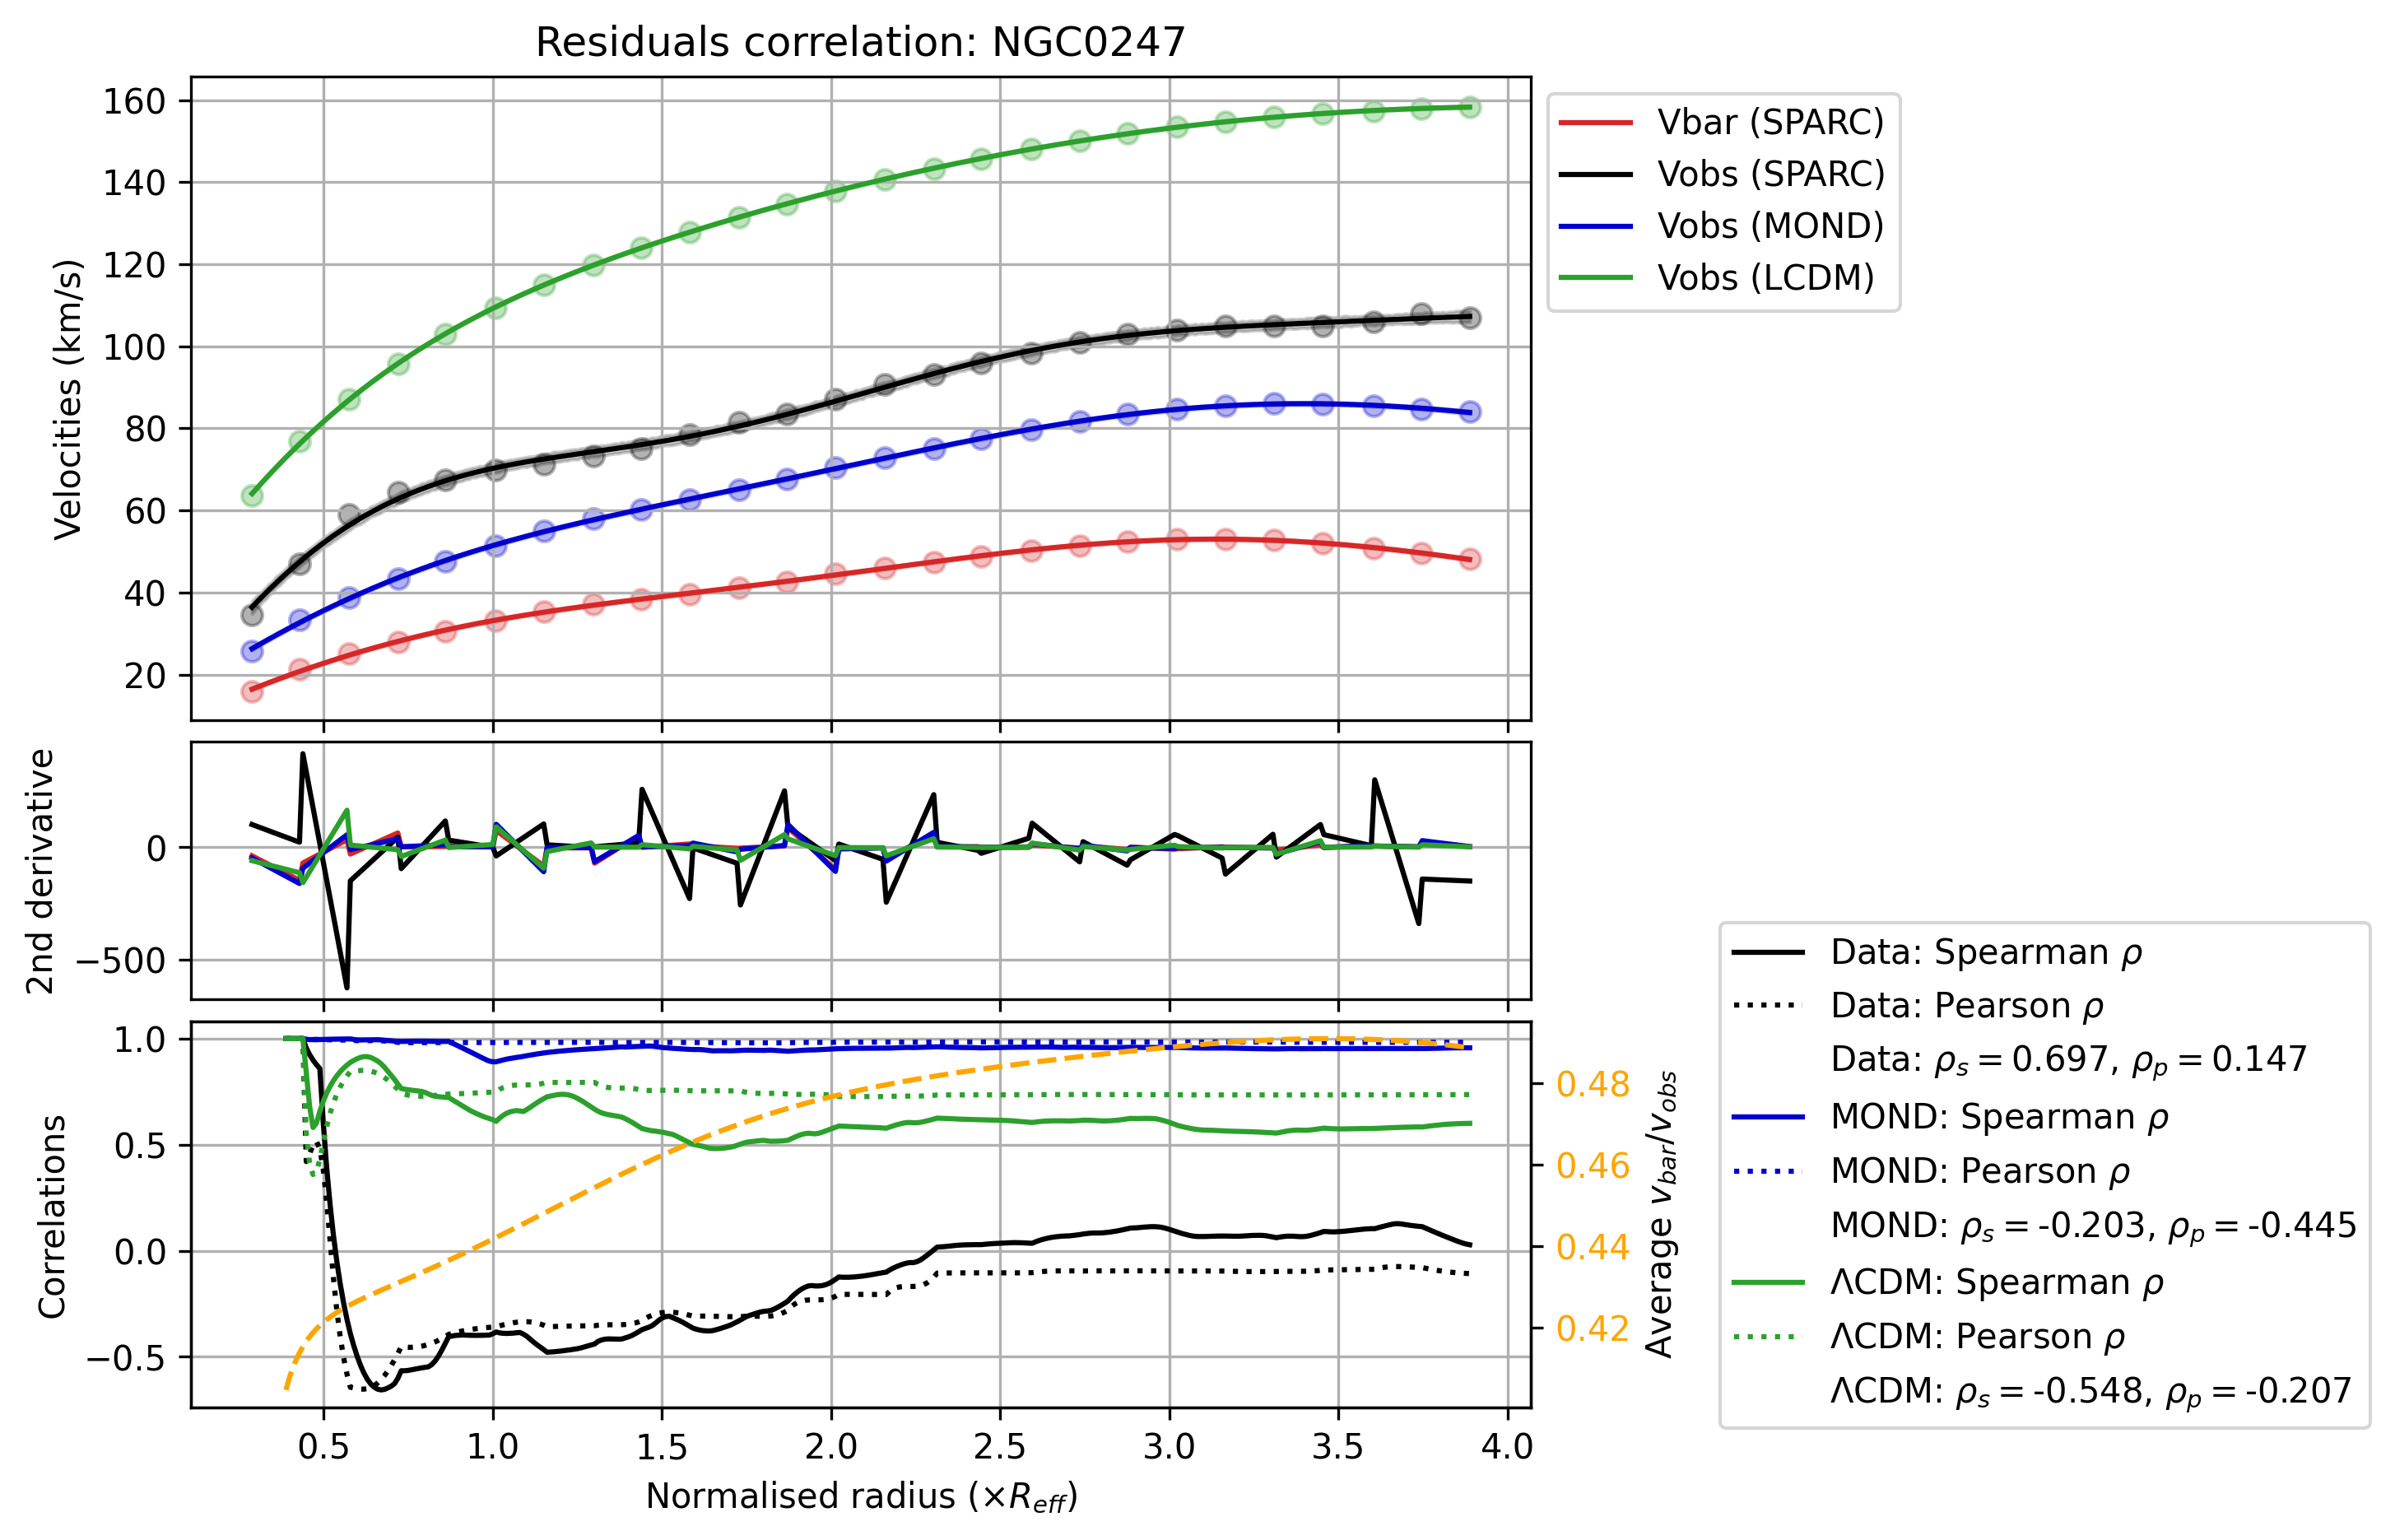 Residuals correlation: NGC0247
Velocities (km/s)
160
140
120
100
80
60
40
20
Vbar (SPARC)
Vobs (SPARC)
Vobs (MOND)
Vobs (LCDM)
2nd derivative
0
−500
Correlations
1.0
0.5
0.0
−0.5
0.48
0.46
0.44
0.42
Average v_bar/v_obs
Data: Spearman ρ
Data: Pearson ρ
Data: ρ_s = 0.697, ρ_p = 0.147
MOND: Spearman ρ
MOND: Pearson ρ
MOND: ρ_s = -0.203, ρ_p = -0.445
ΛCDM: Spearman ρ
ΛCDM: Pearson ρ
ΛCDM: ρ_s = -0.548, ρ_p = -0.207
0.5 1.0 1.5 2.0 2.5 3.0 3.5 4.0
Normalised radius (×R_eff)